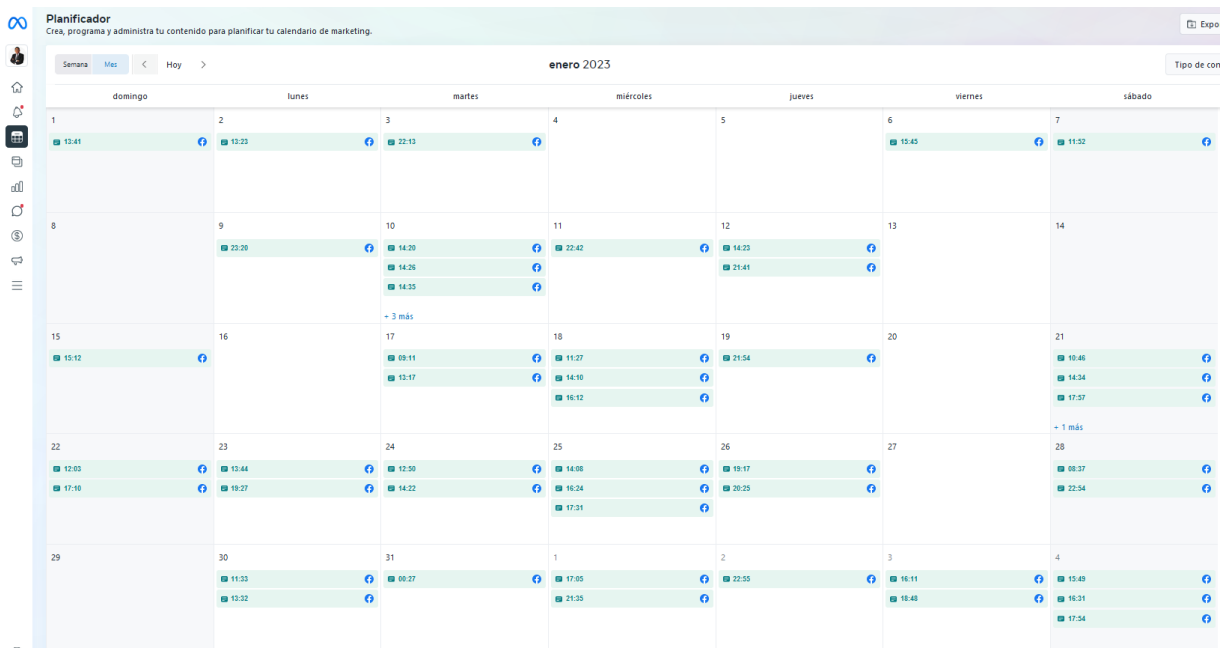 Planificador
Crea, programa y administra tu contenido para planificar tu calendario de marketing.
Expo
Semana Mes Hoy enero 2023 Tipo de con
domingo lunes martes miércoles jueves viernes sábado
1 2 3 4 5 6 7
13:41 13:23 22:13 15:45 11:52
8 9 10 11 12 13 14
23:20 14:20 22:42 14:23
14:26 21:41
14:35
+ 3 más
15 16 17 18 19 20 21
15:12 09:11 11:27 21:54 10:46
13:17 14:10 14:34
16:12 17:57
+ 1 más
22 23 24 25 26 27 28
12:03 13:44 12:50 14:08 19:17 08:37
17:10 19:27 14:22 16:24 20:25 22:54
17:31
29 30 31 1 2 3 4
11:33 00:27 17:05 22:55 16:11 15:49
13:32 21:35 18:48 16:31
17:54